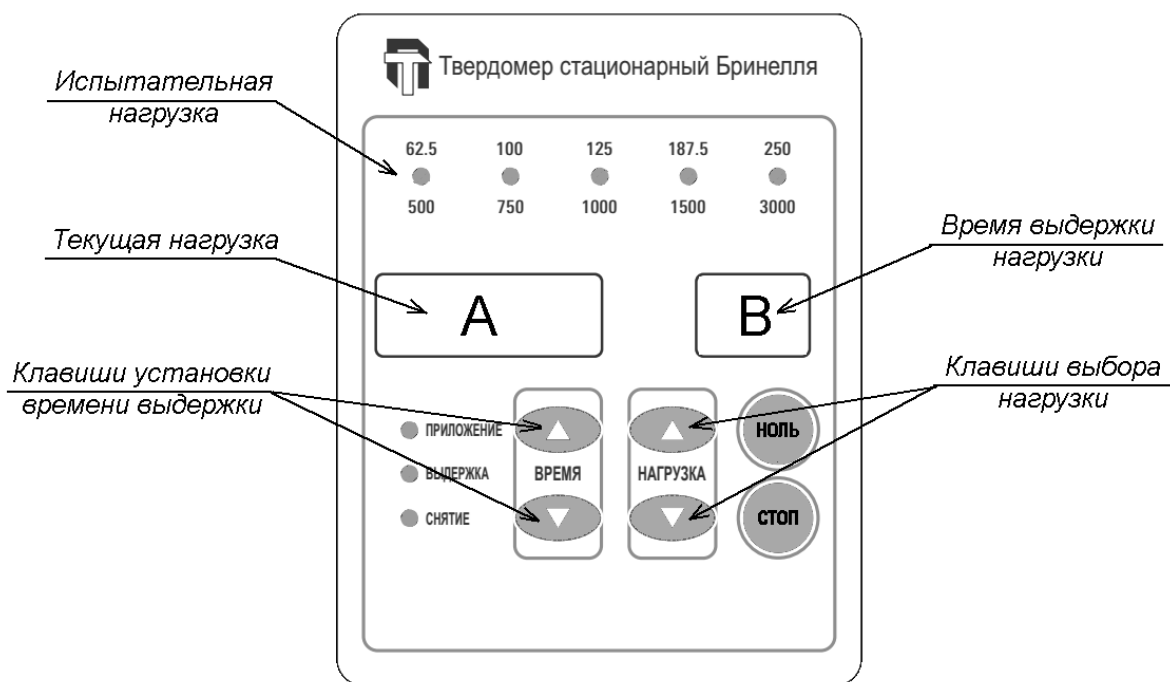 Твердомер стационарный Бринелля
Испытательная
нагрузка
62.5 100 125 187.5 250
500 750 1000 1500 3000
Текущая нагрузка
Время выдержки
нагрузки
A
B
Клавиши установки
времени выдержки
Клавиши выбора
нагрузки
ПРИЛОЖЕНИЕ
НОЛЬ
ВЫДЕРЖКА
ВРЕМЯ
НАГРУЗКА
СНЯТИЕ
СТОП